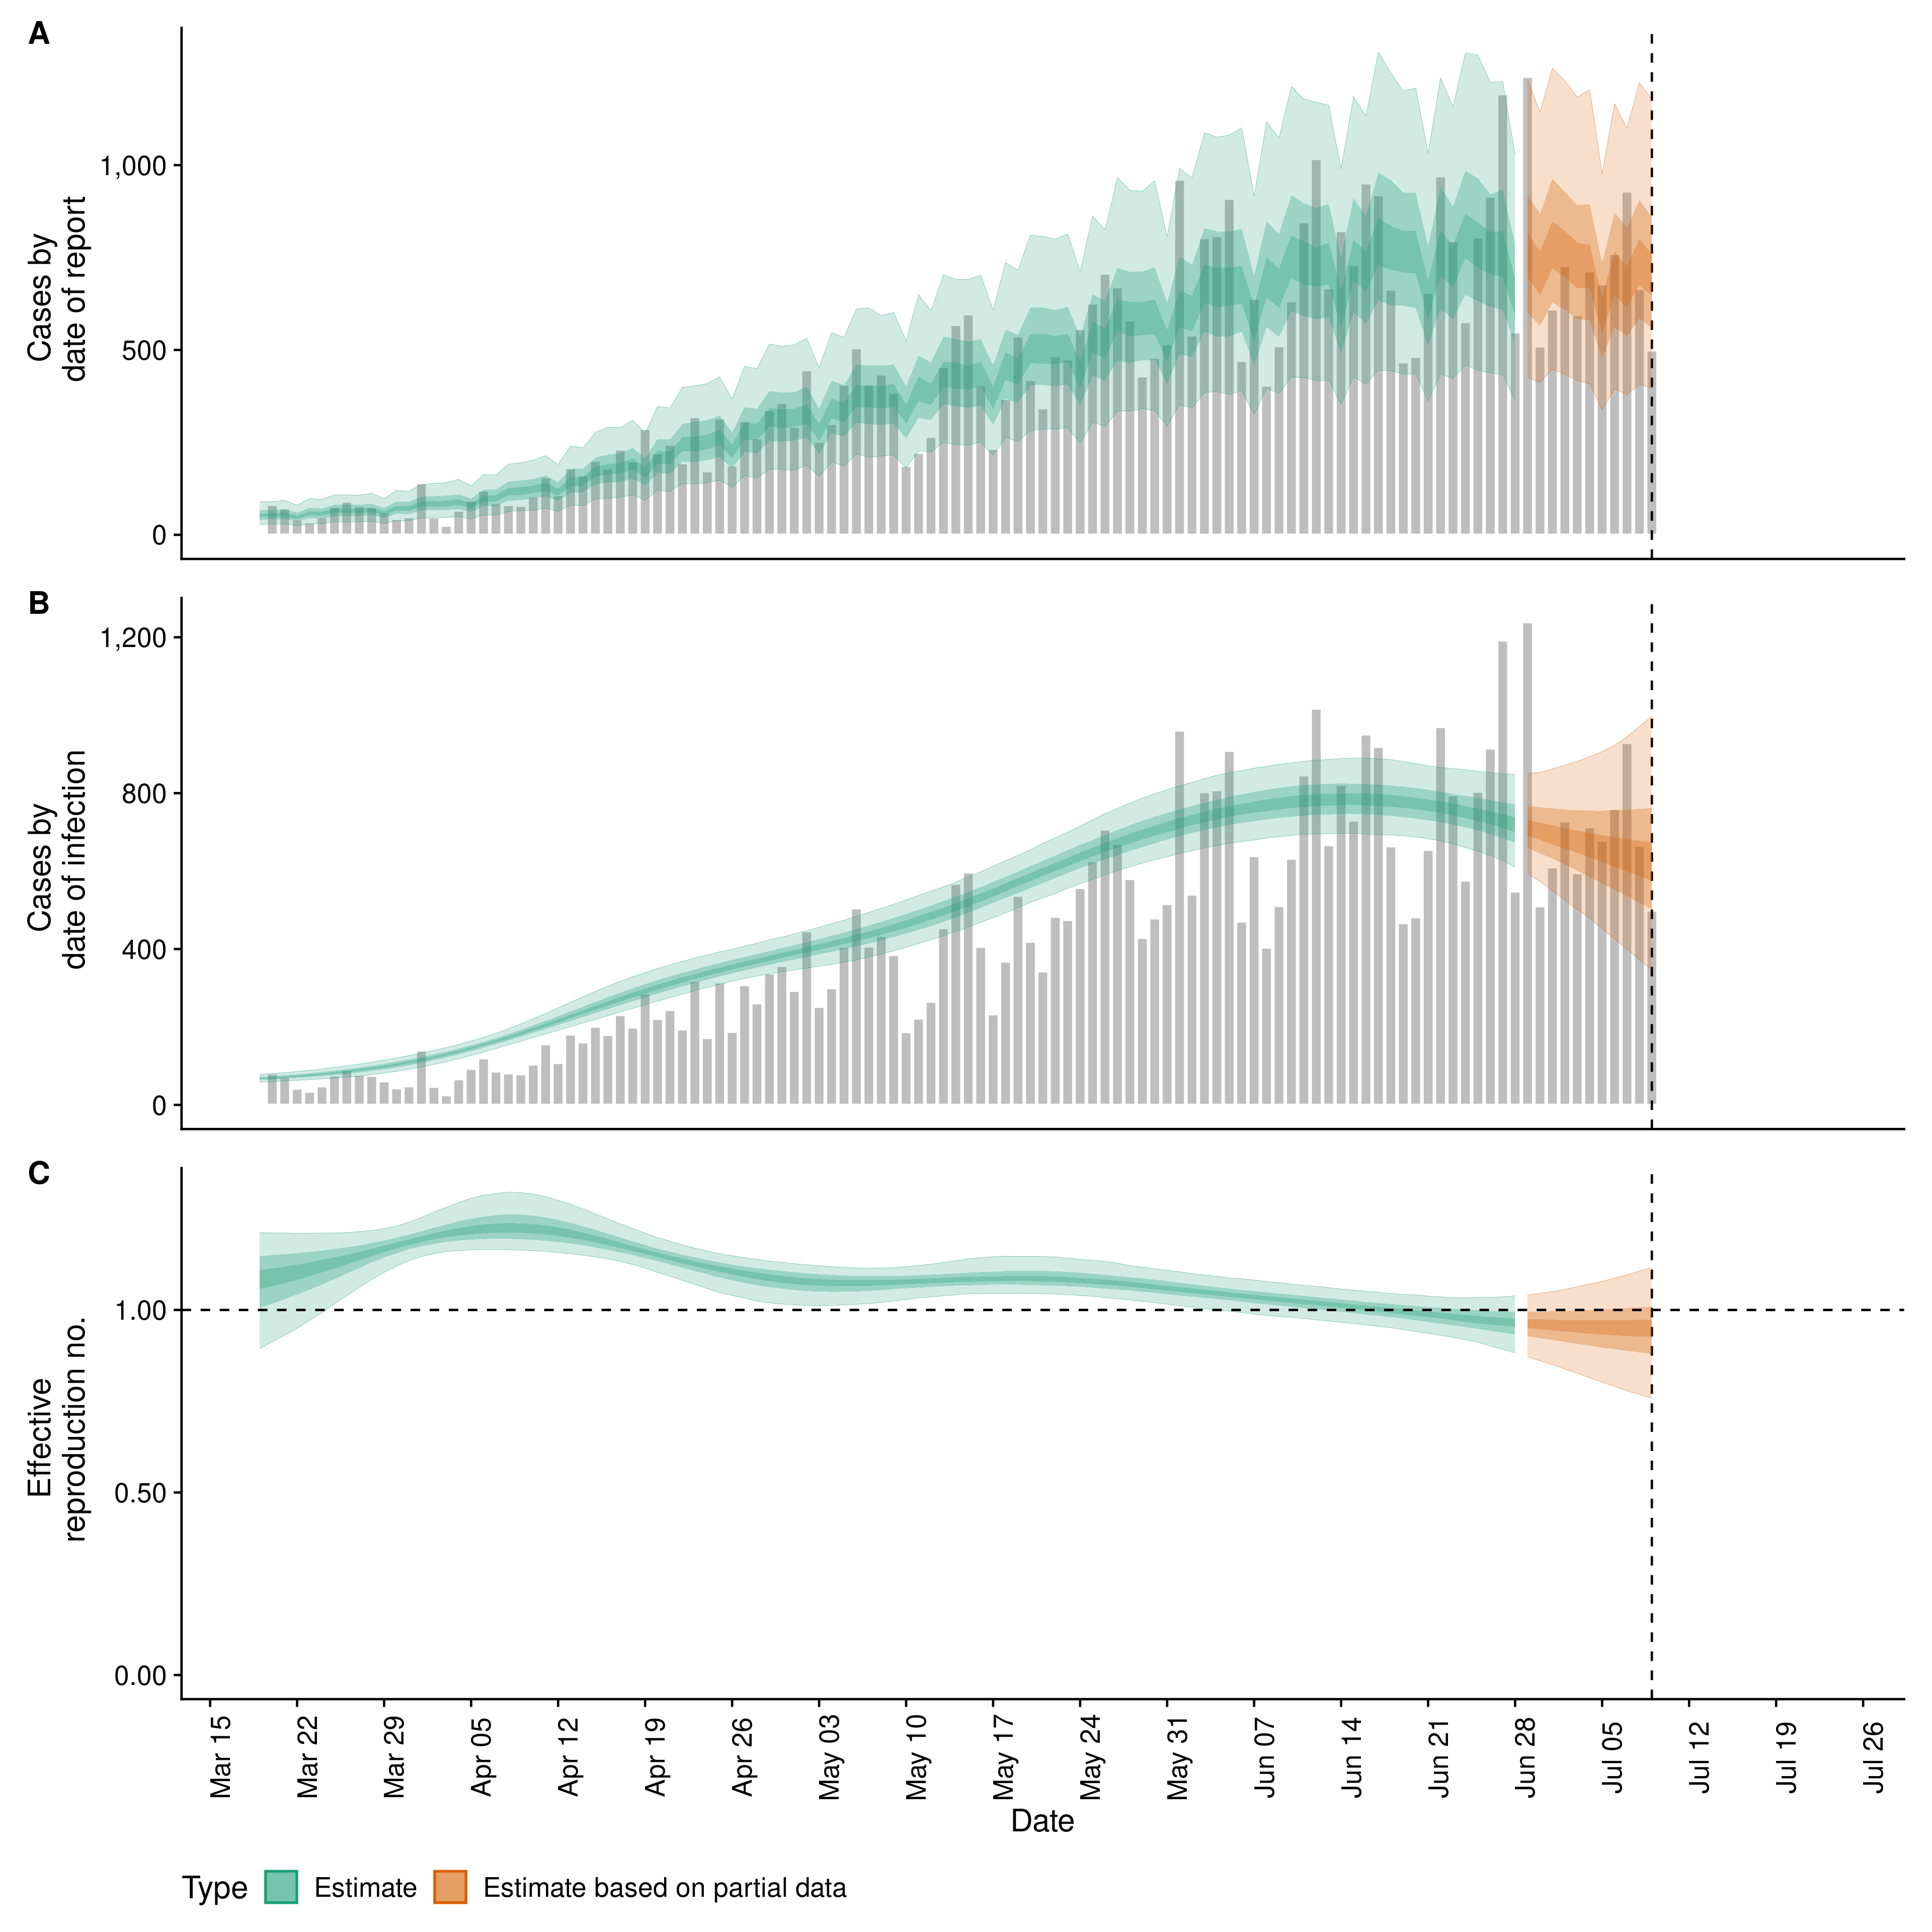 A
Cases by
date of report
1,000
500
0
B
Cases by
date of infection
1,200
800
400
0
C
Effective
reproduction no.
1.00
0.50
0.00
Mar 15
Mar 22
Mar 29
Apr 05
Apr 12
Apr 19
Apr 26
May 03
May 10
May 17
May 24
May 31
Jun 07
Jun 14
Jun 21
Jun 28
Jul 05
Jul 12
Jul 19
Jul 26
Date
Type Estimate Estimate based on partial data